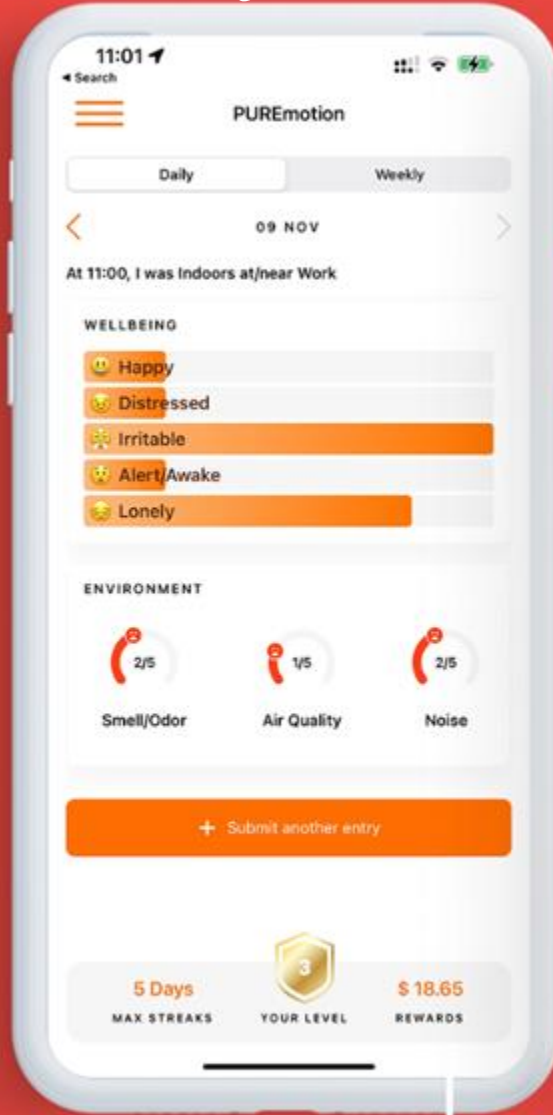 11:01
Search
PUREmotion
Daily Weekly
09 NOV
At 11:00, I was Indoors at/near Work
WELLBEING
Happy
Distressed
Irritable
Alert/Awake
Lonely
ENVIRONMENT
2/5 1/5 2/5
Smell/Odor Air Quality Noise
+ Submit another entry
3
5 Days $ 18.65
MAX STREAKS YOUR LEVEL REWARDS